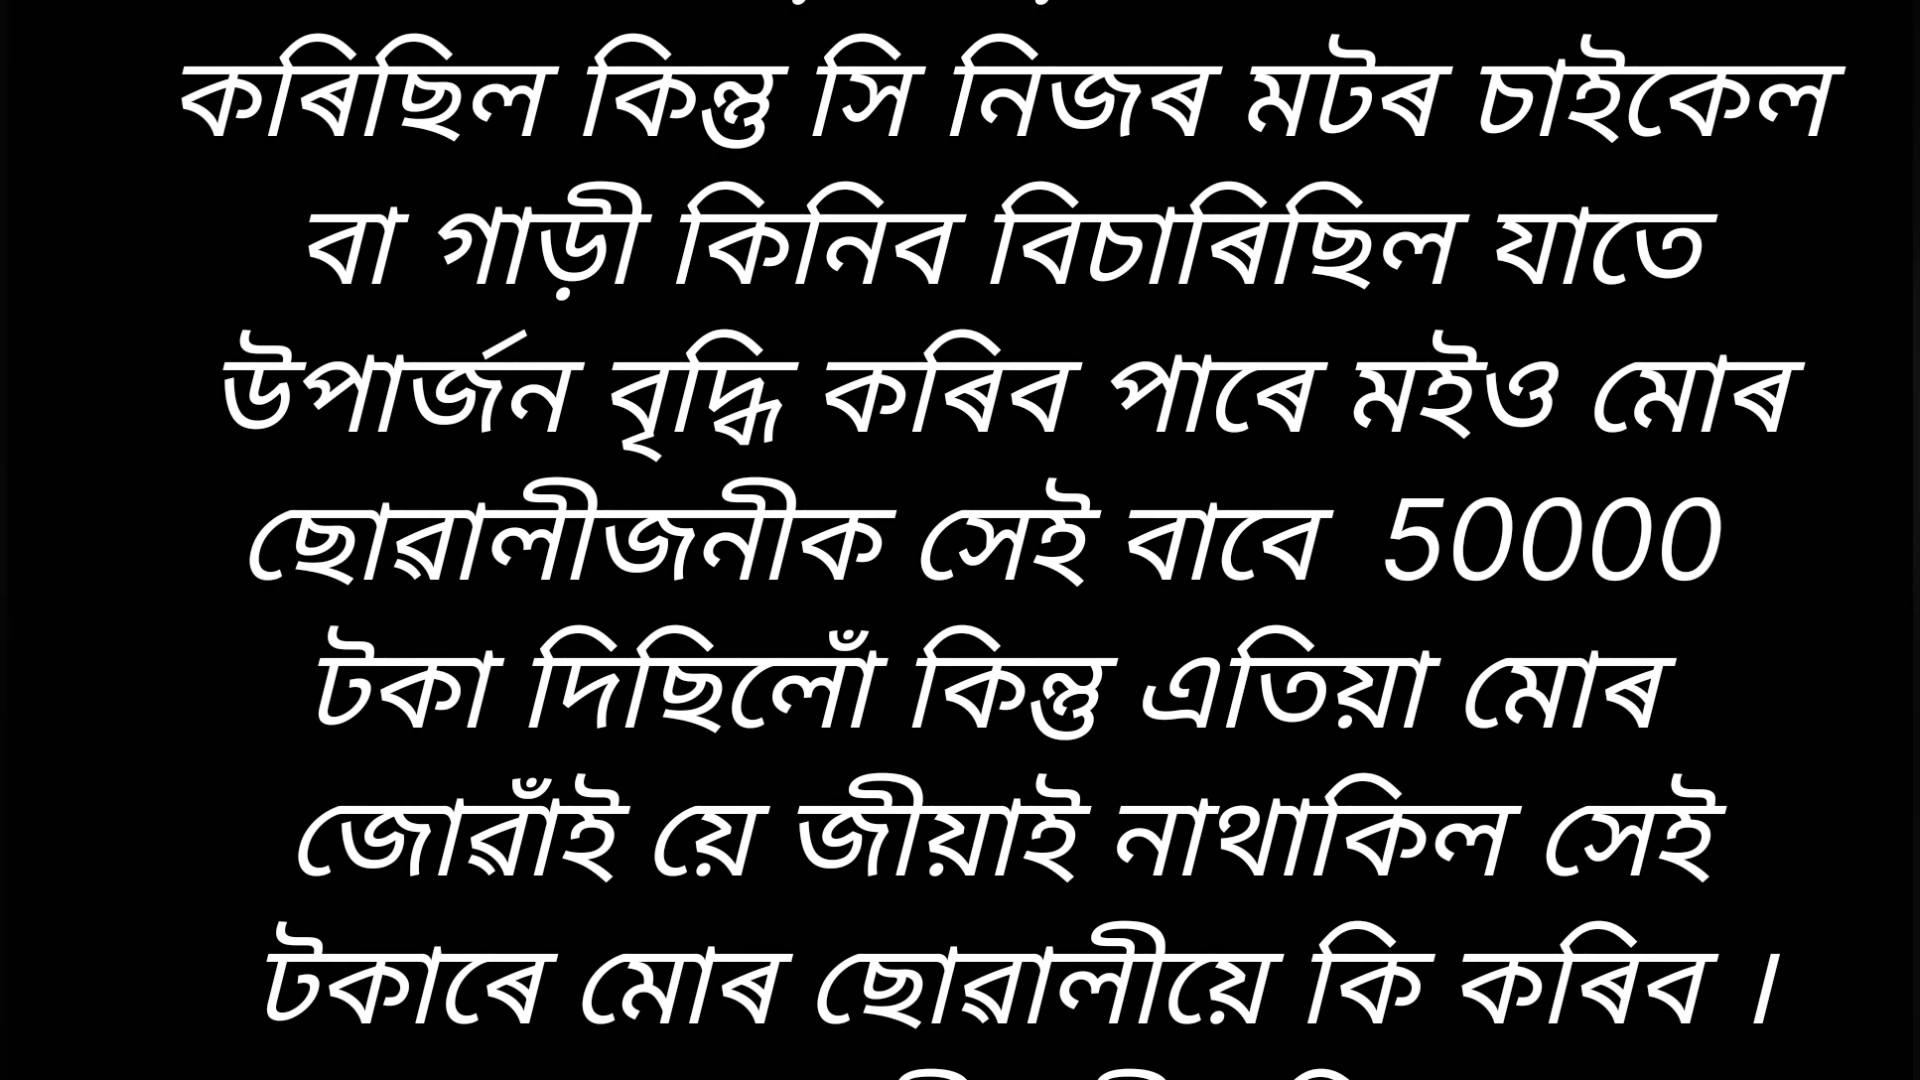 কৰিছিল কিন্তু সি নিজৰ মটৰ চাইকেল
বা গাড়ী কিনিব বিচাৰিছিল যাতে
উপাৰ্জন বৃদ্ধি কৰিব পাৰে মইও মোৰ
ছোৱালীজনীক সেই বাবে 50000
টকা দিছিলোঁ কিন্তু এতিয়া মোৰ
জোৱাঁই য়ে জীয়াই নাথাকিল সেই
টকাৰে মোৰ ছোৱালীয়ে কি কৰিব ।